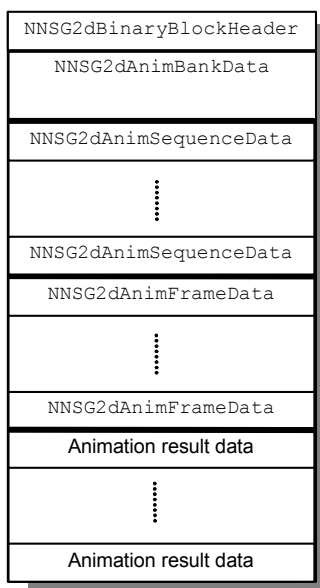 NNSG2dBinaryBlockHeader
NNSG2dAnimBankData
NNSG2dAnimSequenceData
NNSG2dAnimSequenceData
NNSG2dAnimFrameData
NNSG2dAnimFrameData
Animation result data
Animation result data